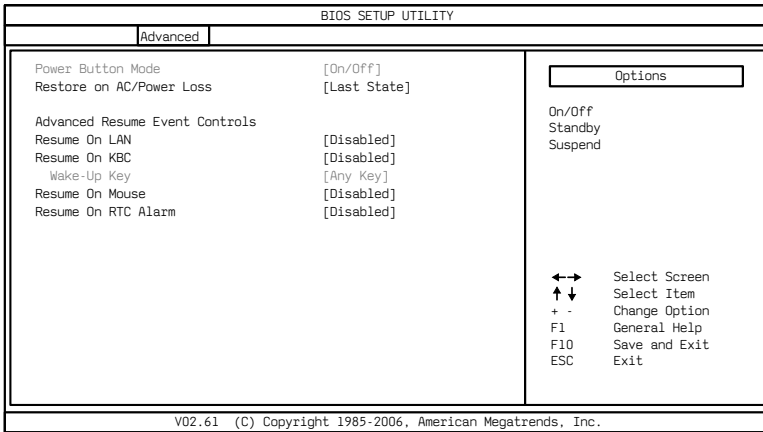 BIOS SETUP UTILITY
Advanced
Power Button Mode [On/Off]
Restore on AC/Power Loss [Last State]
Advanced Resume Event Controls
Resume On LAN [Disabled]
Resume On KBC [Disabled]
Wake-Up Key [Any Key]
Resume On Mouse [Disabled]
Resume On RTC Alarm [Disabled]
Options
On/Off
Standby
Suspend
←→ Select Screen
↑↓ Select Item
+ - Change Option
F1 General Help
F10 Save and Exit
ESC Exit
V02.61 (C) Copyright 1985-2006, American Megatrends, Inc.